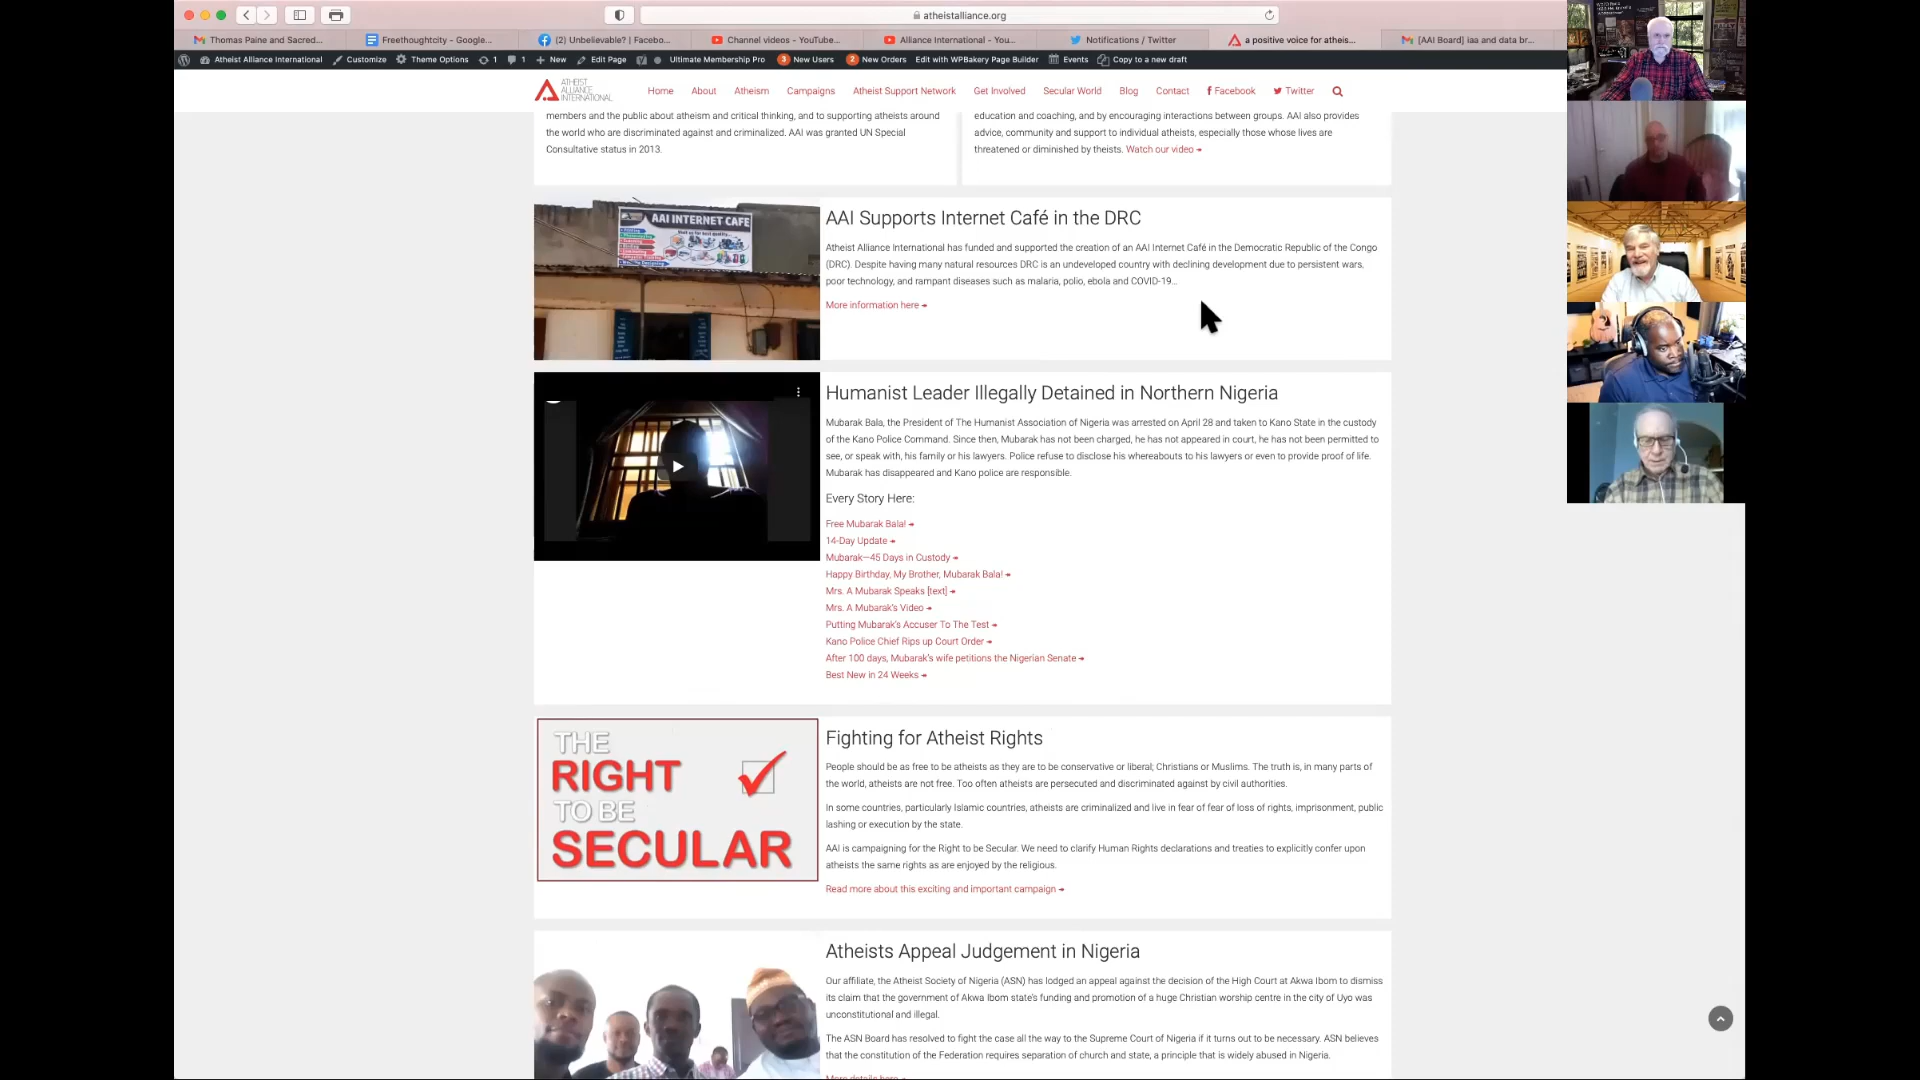 atheistalliance.org
Thomas Paine and Sacred...
Freethoughtcity - Google...
(2) Unbelievable? | Facebo...
Channel videos - YouTube...
Alliance International - You...
Notifications / Twitter
a positive voice for atheis...
[AAI Board] iaa and data br...
Atheist Alliance International
Customize
Theme Options
1
1
New
Edit Page
Ultimate Membership Pro
3 New Users
2 New Orders
Edit with WPBakery Page Builder
Events
Copy to a new draft
ATHEIST
ALLIANCE
INTERNATIONAL
Home
About
Atheism
Campaigns
Atheist Support Network
Get Involved
Secular World
Blog
Contact
Facebook
Twitter
members and the public about atheism and critical thinking, and to supporting atheists around
the world who are discriminated against and criminalized. AAI was granted UN Special
Consultative status in 2013.
education and coaching, and by encouraging interactions between groups. AAI also provides
advice, community and support to individual atheists, especially those whose lives are
threatened or diminished by theists. Watch our video
AAI INTERNET CAFE
AAI Supports Internet Café in the DRC
Atheist Alliance International has funded and supported the creation of an AAI Internet Café in the Democratic Republic of the Congo
(DRC). Despite having many natural resources DRC is an undeveloped country with declining development due to persistent wars,
poor technology, and rampant diseases such as malaria, polio, ebola and COVID-19...
More information here
Humanist Leader Illegally Detained in Northern Nigeria
Mubarak Bala, the President of The Humanist Association of Nigeria was arrested on April 28 and taken to Kano State in the custody
of the Kano Police Command. Since then, Mubarak has not been charged, he has not appeared in court, he has not been permitted to
see, or speak with, his family or his lawyers. Police refuse to disclose his whereabouts to his lawyers or even to provide proof of life.
Mubarak has disappeared and Kano police are responsible.
Every Story Here:
Free Mubarak Bala!
14-Day Update
Mubarak—45 Days in Custody
Happy Birthday, My Brother, Mubarak Bala!
Mrs. A Mubarak Speaks [text]
Mrs. A Mubarak's Video
Putting Mubarak's Accuser To The Test
Kano Police Chief Rips up Court Order
After 100 days, Mubarak's wife petitions the Nigerian Senate
Best New in 24 Weeks
THE
RIGHT
TO BE
SECULAR
Fighting for Atheist Rights
People should be as free to be atheists as they are to be conservative or liberal; Christians or Muslims. The truth is, in many parts of
the world, atheists are not free. Too often atheists are persecuted and discriminated against by civil authorities.
In some countries, particularly Islamic countries, atheists are criminalized and live in fear of fear of loss of rights, imprisonment, public
lashing or execution by the state.
AAI is campaigning for the Right to be Secular. We need to clarify Human Rights declarations and treaties to explicitly confer upon
atheists the same rights as are enjoyed by the religious.
Read more about this exciting and important campaign
Atheists Appeal Judgement in Nigeria
Our affiliate, the Atheist Society of Nigeria (ASN) has lodged an appeal against the decision of the High Court at Akwa Ibom to dismiss
its claim that the government of Akwa Ibom state's funding and promotion of a huge Christian worship centre in the city of Uyo was
unconstitutional and illegal.
The ASN Board has resolved to fight the case all the way to the Supreme Court of Nigeria if it turns out to be necessary. ASN believes
that the constitution of the Federation requires separation of church and state, a principle that is widely abused in Nigeria.
More details here